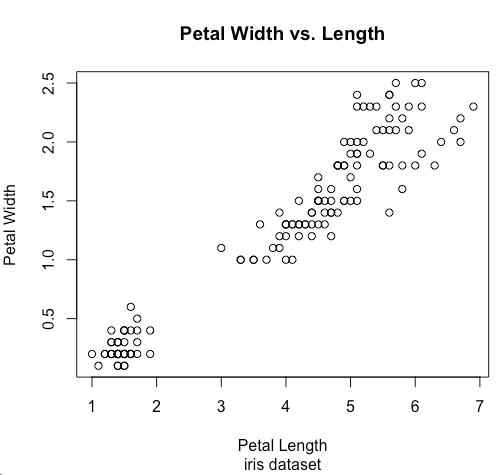 Petal Width vs. Length
Petal Width
2.5
2.0
1.5
1.0
0.5
1 2 3 4 5 6 7
Petal Length
iris dataset